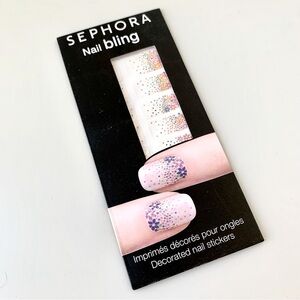 SEPHORA
Nail bling
Imprimés décorés pour ongles
Decorated nail stickers